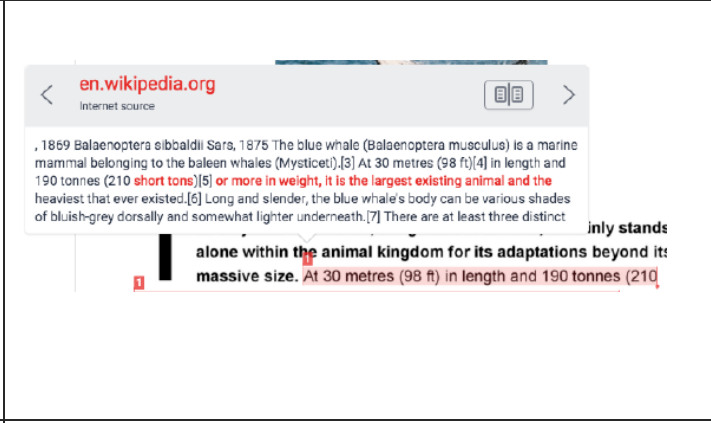 en.wikipedia.org
Internet source
, 1869 Balaenoptera sibbaldii Sars, 1875 The blue whale (Balaenoptera musculus) is a marine
mammal belonging to the baleen whales (Mysticeti).[3] At 30 metres (98 ft)[4] in length and
190 tonnes (210 short tons)[5] or more in weight, it is the largest existing animal and the
heaviest that ever existed.[6] Long and slender, the blue whale's body can be various shades
of bluish-grey dorsally and somewhat lighter underneath.[7] There are at least three distinct
stands
alone within the animal kingdom for its adaptations beyond its
1
massive size. At 30 metres (98 ft) in length and 190 tonnes (210
1